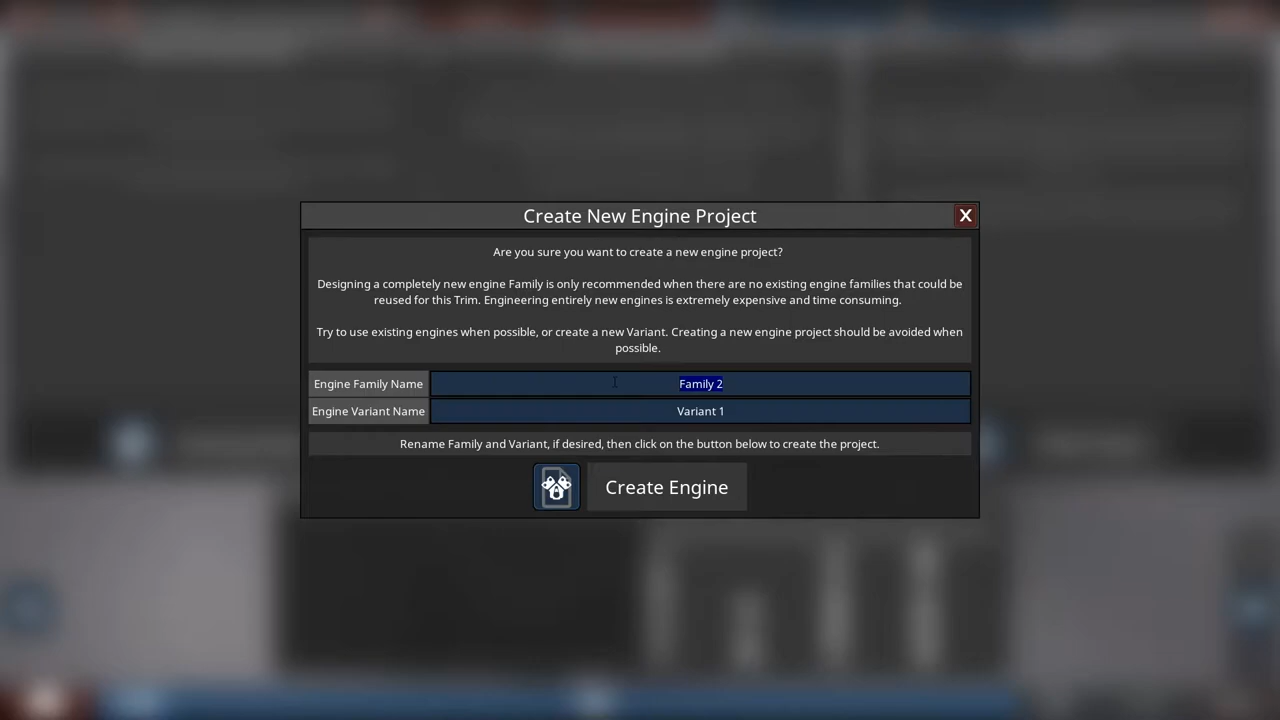 Create New Engine Project
X
Are you sure you want to create a new engine project?
Designing a completely new engine Family is only recommended when there are no existing engine families that could be
reused for this Trim. Engineering entirely new engines is extremely expensive and time consuming.
Try to use existing engines when possible, or create a new Variant. Creating a new engine project should be avoided when
possible.
Engine Family Name
Family 2
Engine Variant Name
Variant 1
Rename Family and Variant, if desired, then click on the button below to create the project.
Create Engine